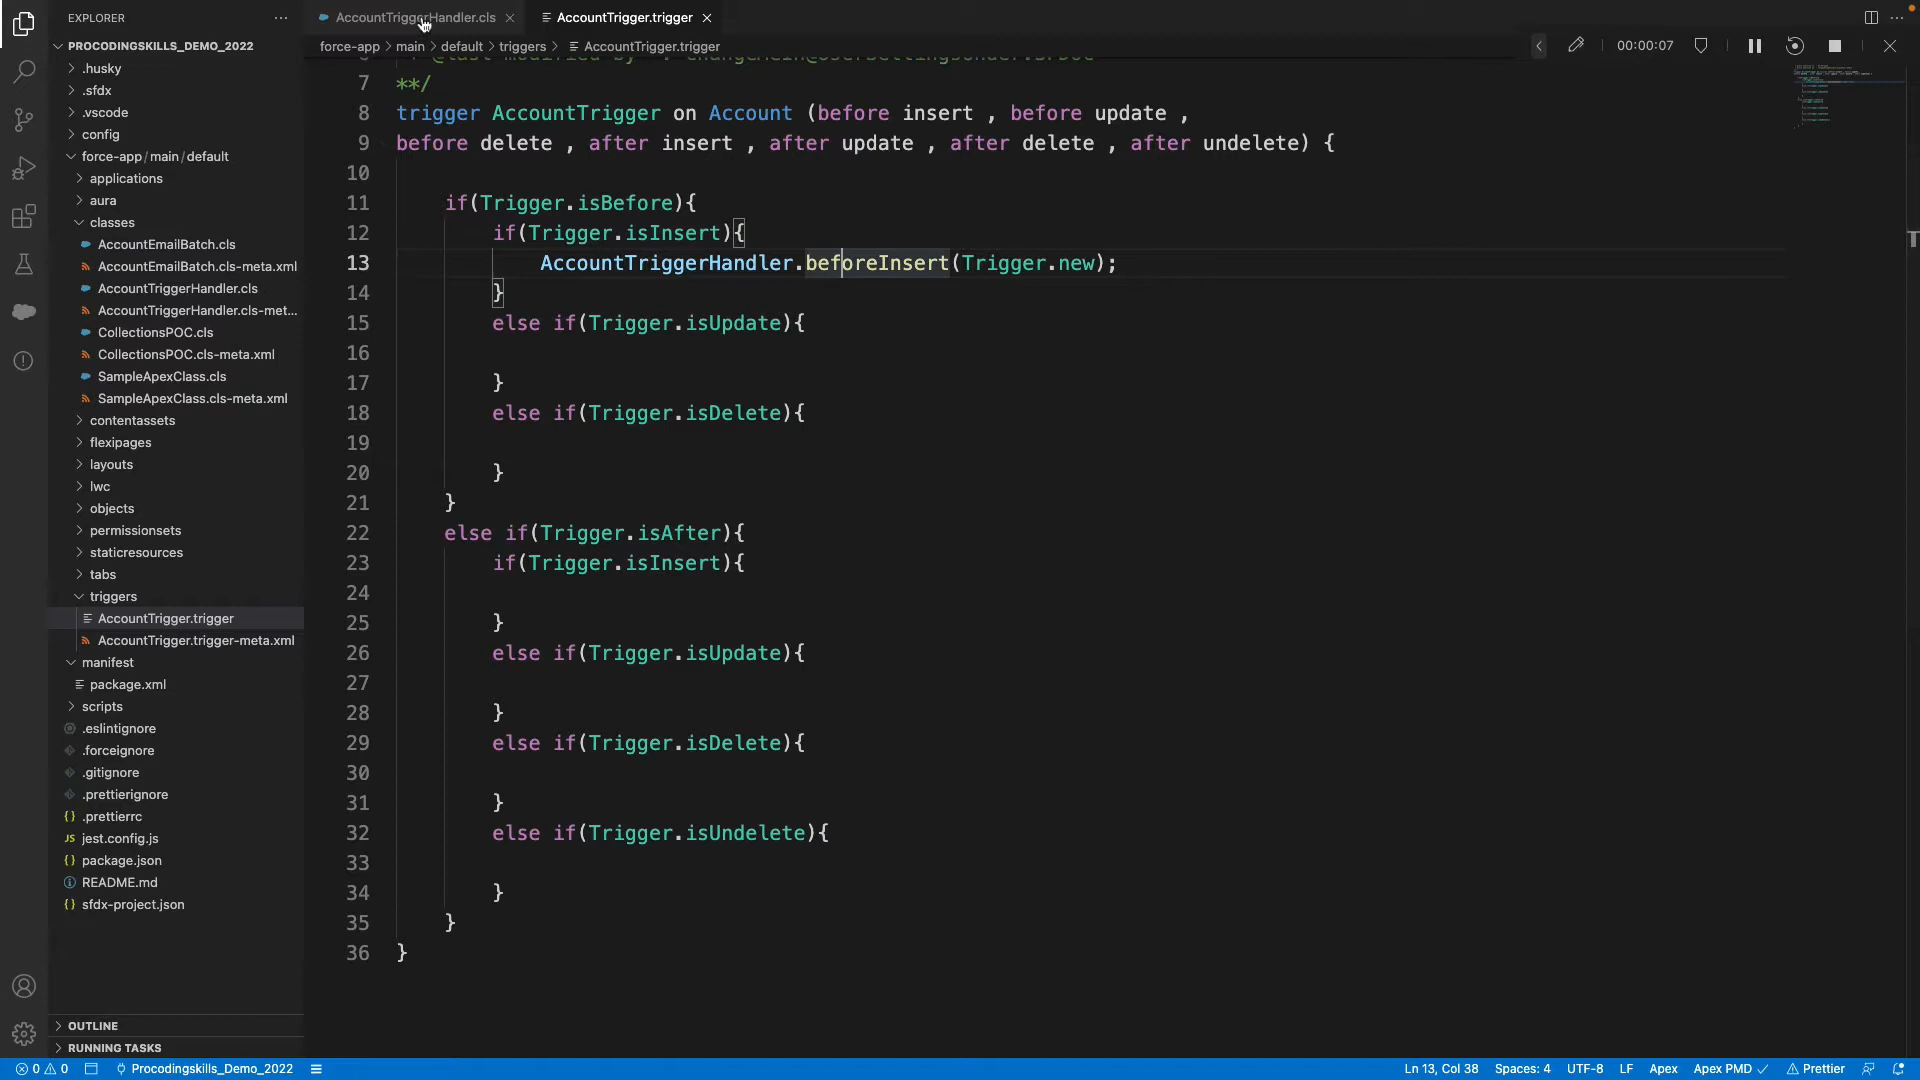 EXPLORER
PROCODINGSKILLS_DEMO_2022
.husky
.sfdx
.vscode
config
force-app/main/default
applications
aura
classes
AccountEmailBatch.cls
AccountEmailBatch.cls-meta.xml
AccountTriggerHandler.cls
AccountTriggerHandler.cls-met...
CollectionsPOC.cls
CollectionsPOC.cls-meta.xml
SampleApexClass.cls
SampleApexClass.cls-meta.xml
contentassets
flexipages
layouts
lwc
objects
permissionsets
staticresources
tabs
triggers
AccountTrigger.trigger
AccountTrigger.trigger-meta.xml
manifest
package.xml
scripts
.eslintignore
.forceignore
.gitignore
.prettierignore
.prettierrc
JS jest.config.js
package.json
README.md
sfdx-project.json
OUTLINE
RUNNING TASKS
AccountTriggerHandler.cls
AccountTrigger.trigger
force-app > main > default > triggers > AccountTrigger.trigger
00:00:07
7 **/
8 trigger AccountTrigger on Account (before insert , before update ,
9 before delete , after insert , after update , after delete , after undelete) {
10
11 if(Trigger.isBefore){
12 if(Trigger.isInsert){
13 AccountTriggerHandler.beforeInsert(Trigger.new);
14 }
15 else if(Trigger.isUpdate){
16
17 }
18 else if(Trigger.isDelete){
19
20 }
21 }
22 else if(Trigger.isAfter){
23 if(Trigger.isInsert){
24
25 }
26 else if(Trigger.isUpdate){
27
28 }
29 else if(Trigger.isDelete){
30
31 }
32 else if(Trigger.isUndelete){
33
34 }
35 }
36 }
0 0 Procodingskills_Demo_2022 Ln 13, Col 38 Spaces: 4 UTF-8 LF Apex Apex PMD Prettier